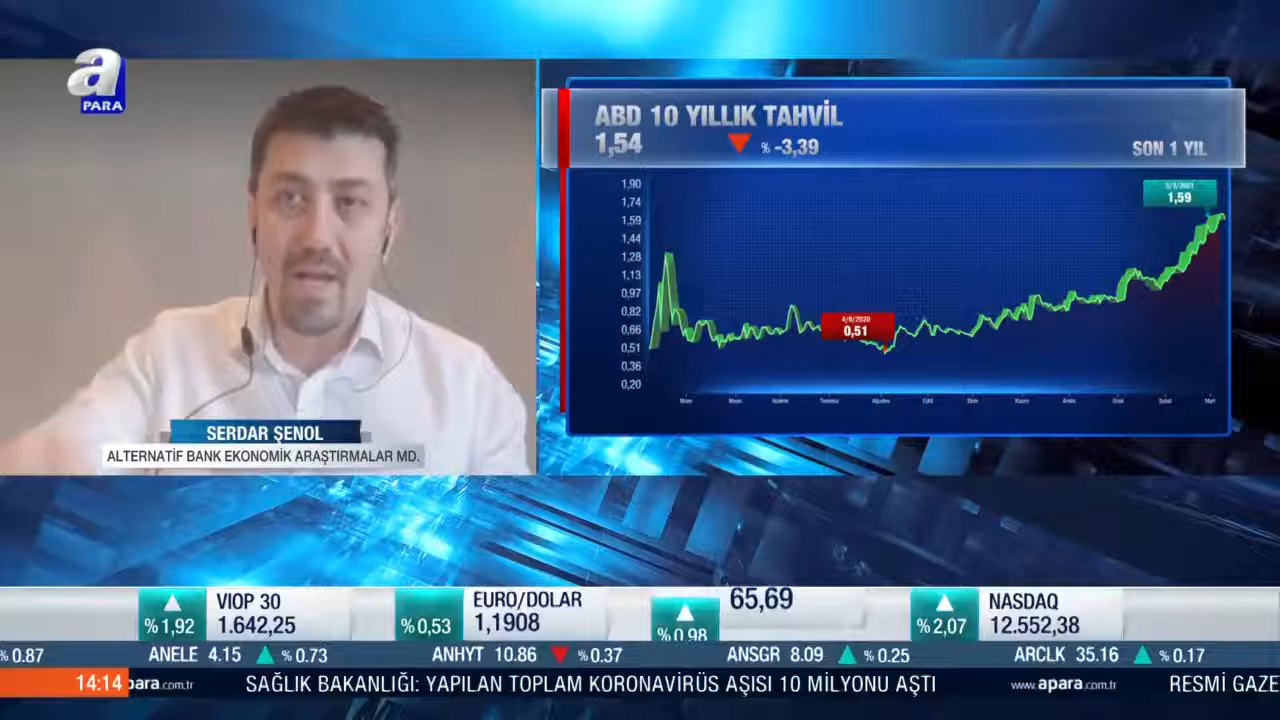 a
PARA
ABD 10 YILLIK TAHVİL
1,54 % -3,39 SON 1 YIL
1,90
1,74
1,59
1,44
1,28
1,13
0,97
0,82
0,66
0,51
0,36
0,20
1,59
4/8/2020
0,51
SERDAR ŞENOL
ALTERNATİF BANK EKONOMİK ARAŞTIRMALAR MD.
% 1,92 VIOP 30 1.642,25
% 0,53 EURO/DOLAR 1,1908
% 0,98 65,69
% 2,07 NASDAQ 12.552,38
% 0.87 ANELE 4.15 % 0.73 ANHYT 10.86 % 0.37 ANSGR 8.09 % 0.25 ARCLK 35.16 % 0.17
14:14 para.com.tr SAĞLIK BAKANLIĞI: YAPILAN TOPLAM KORONAVİRÜS AŞISI 10 MİLYONU AŞTI www.apara.com.tr RESMİ GAZE